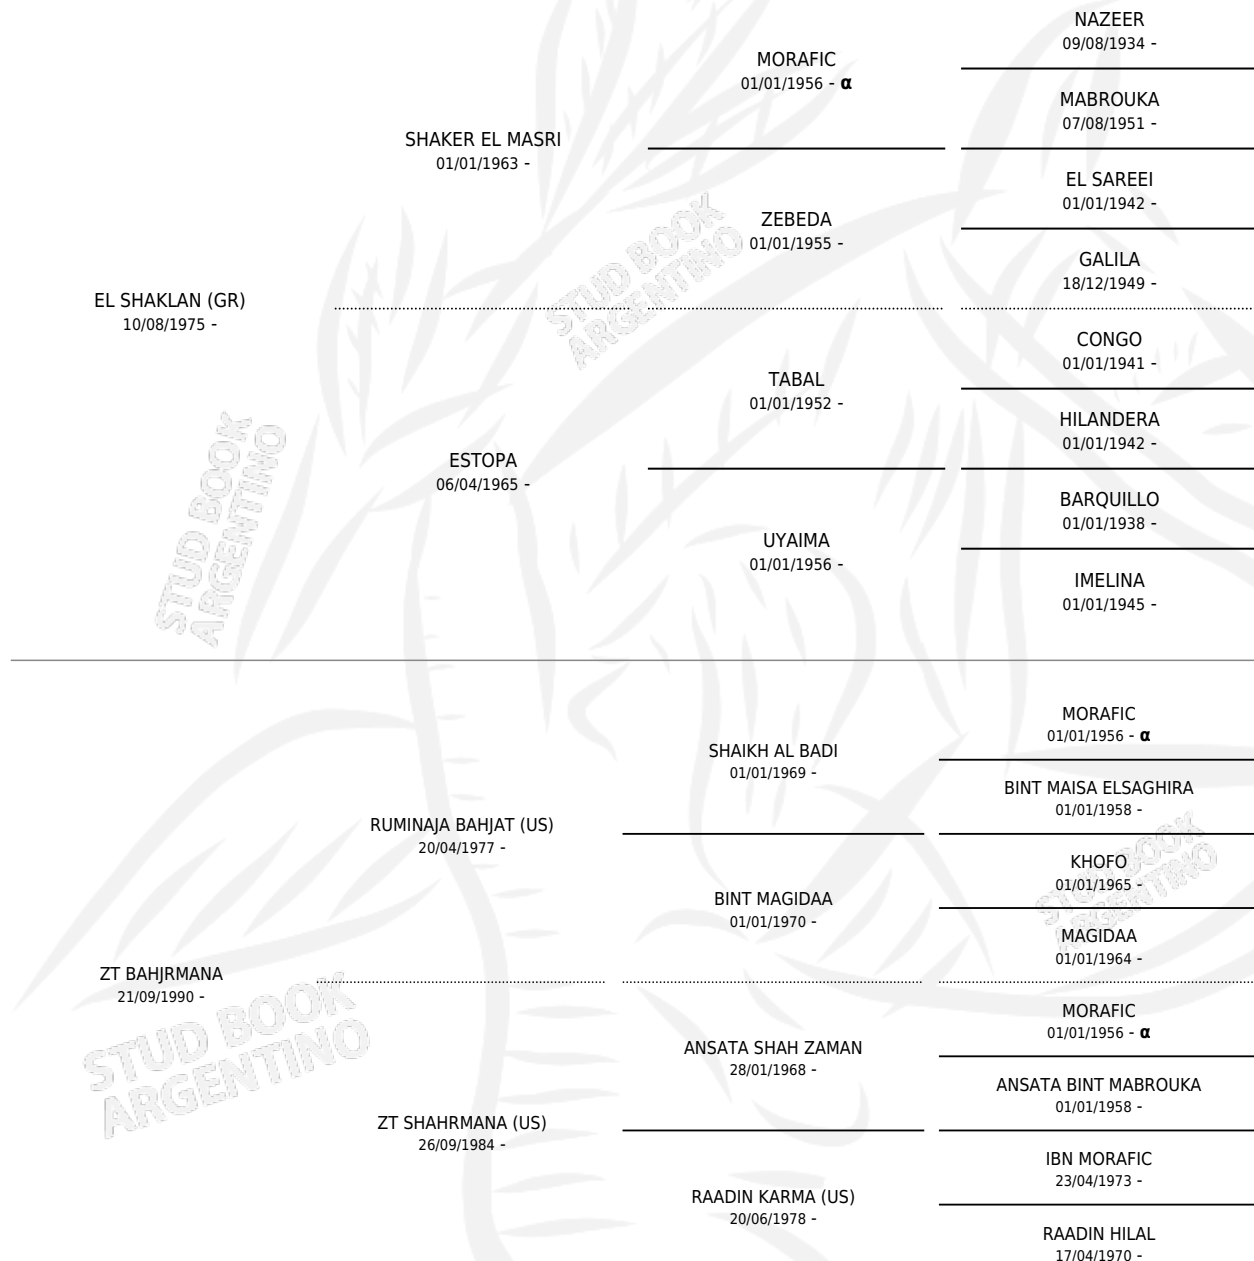 NAZEER
09/08/1934 -
MORAFIC
01/01/1956 - α
MABROUKA
07/08/1951 -
SHAKER EL MASRI
01/01/1963 -
EL SAREEI
01/01/1942 -
ZEBEDA
01/01/1955 -
GALILA
18/12/1949 -
EL SHAKLAN (GR)
10/08/1975 -
CONGO
01/01/1941 -
TABAL
01/01/1952 -
HILANDERA
01/01/1942 -
ESTOPA
06/04/1965 -
BARQUILLO
01/01/1938 -
UYAIMA
01/01/1956 -
IMELINA
01/01/1945 -
MORAFIC
01/01/1956 - α
SHAIKH AL BADI
01/01/1969 -
BINT MAISA ELSAGHIRA
01/01/1958 -
RUMINAJA BAHJAT (US)
20/04/1977 -
KHOFO
01/01/1965 -
BINT MAGIDAA
01/01/1970 -
MAGIDAA
01/01/1964 -
ZT BAHJRMANA
21/09/1990 -
MORAFIC
01/01/1956 - α
ANSATA SHAH ZAMAN
28/01/1968 -
ANSATA BINT MABROUKA
01/01/1958 -
ZT SHAHRMANA (US)
26/09/1984 -
IBN MORAFIC
23/04/1973 -
RAADIN KARMA (US)
20/06/1978 -
RAADIN HILAL
17/04/1970 -
STUD BOOK
ARGENTINO
STUD BOOK
ARGENTINO
STUD BOOK
ARGENTINO
STUD BOOK
ARGENTINO